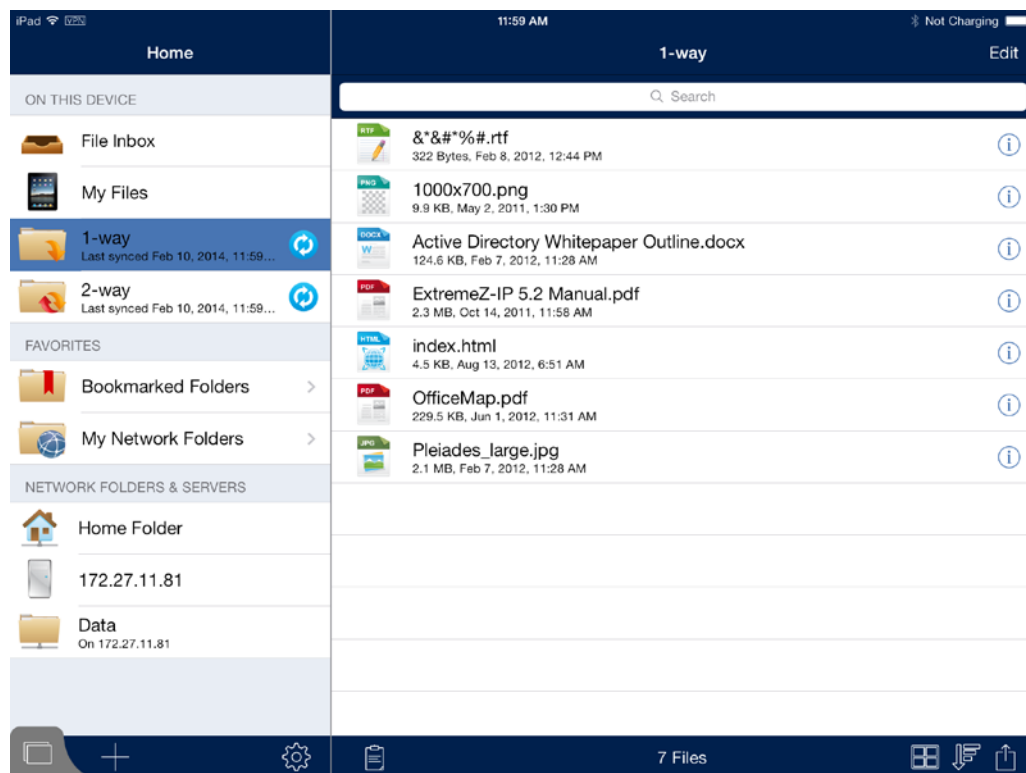 iPad VPN
11:59 AM
Not Charging
Home
1-way
Edit
ON THIS DEVICE
File Inbox
My Files
1-way
Last synced Feb 10, 2014, 11:59...
2-way
Last synced Feb 10, 2014, 11:59...
FAVORITES
Bookmarked Folders
My Network Folders
NETWORK FOLDERS & SERVERS
Home Folder
172.27.11.81
Data
On 172.27.11.81
Search
RTF
&*&#*%#.rtf
322 Bytes, Feb 8, 2012, 12:44 PM
PNG
1000x700.png
9.9 KB, May 2, 2011, 1:30 PM
DOCX
W
Active Directory Whitepaper Outline.docx
124.6 KB, Feb 7, 2012, 11:28 AM
PDF
ExtremeZ-IP 5.2 Manual.pdf
2.3 MB, Oct 14, 2011, 11:58 AM
HTML
index.html
4.5 KB, Aug 13, 2012, 6:51 AM
PDF
OfficeMap.pdf
229.5 KB, Jun 1, 2012, 11:31 AM
JPG
Pleiades_large.jpg
2.1 MB, Feb 7, 2012, 11:28 AM
7 Files